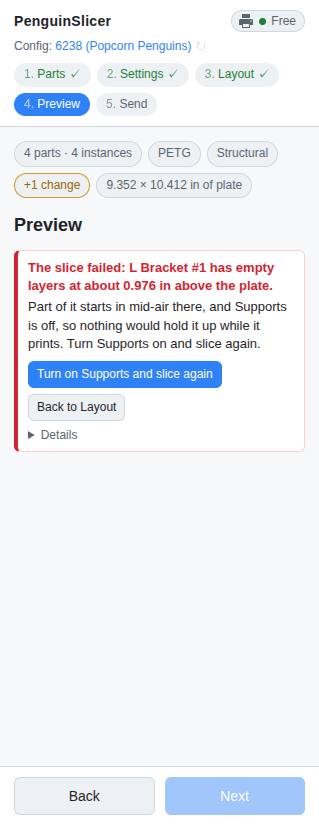 PenguinSlicer
Free
Config: 6238 (Popcorn Penguins)
1. Parts ✓
2. Settings ✓
3. Layout ✓
4. Preview
5. Send
4 parts · 4 instances
PETG
Structural
+1 change
9.352 × 10.412 in of plate
Preview
The slice failed: L Bracket #1 has empty
layers at about 0.976 in above the plate.
Part of it starts in mid-air there, and Supports
is off, so nothing would hold it up while it
prints. Turn Supports on and slice again.
Turn on Supports and slice again
Back to Layout
Details
Back
Next